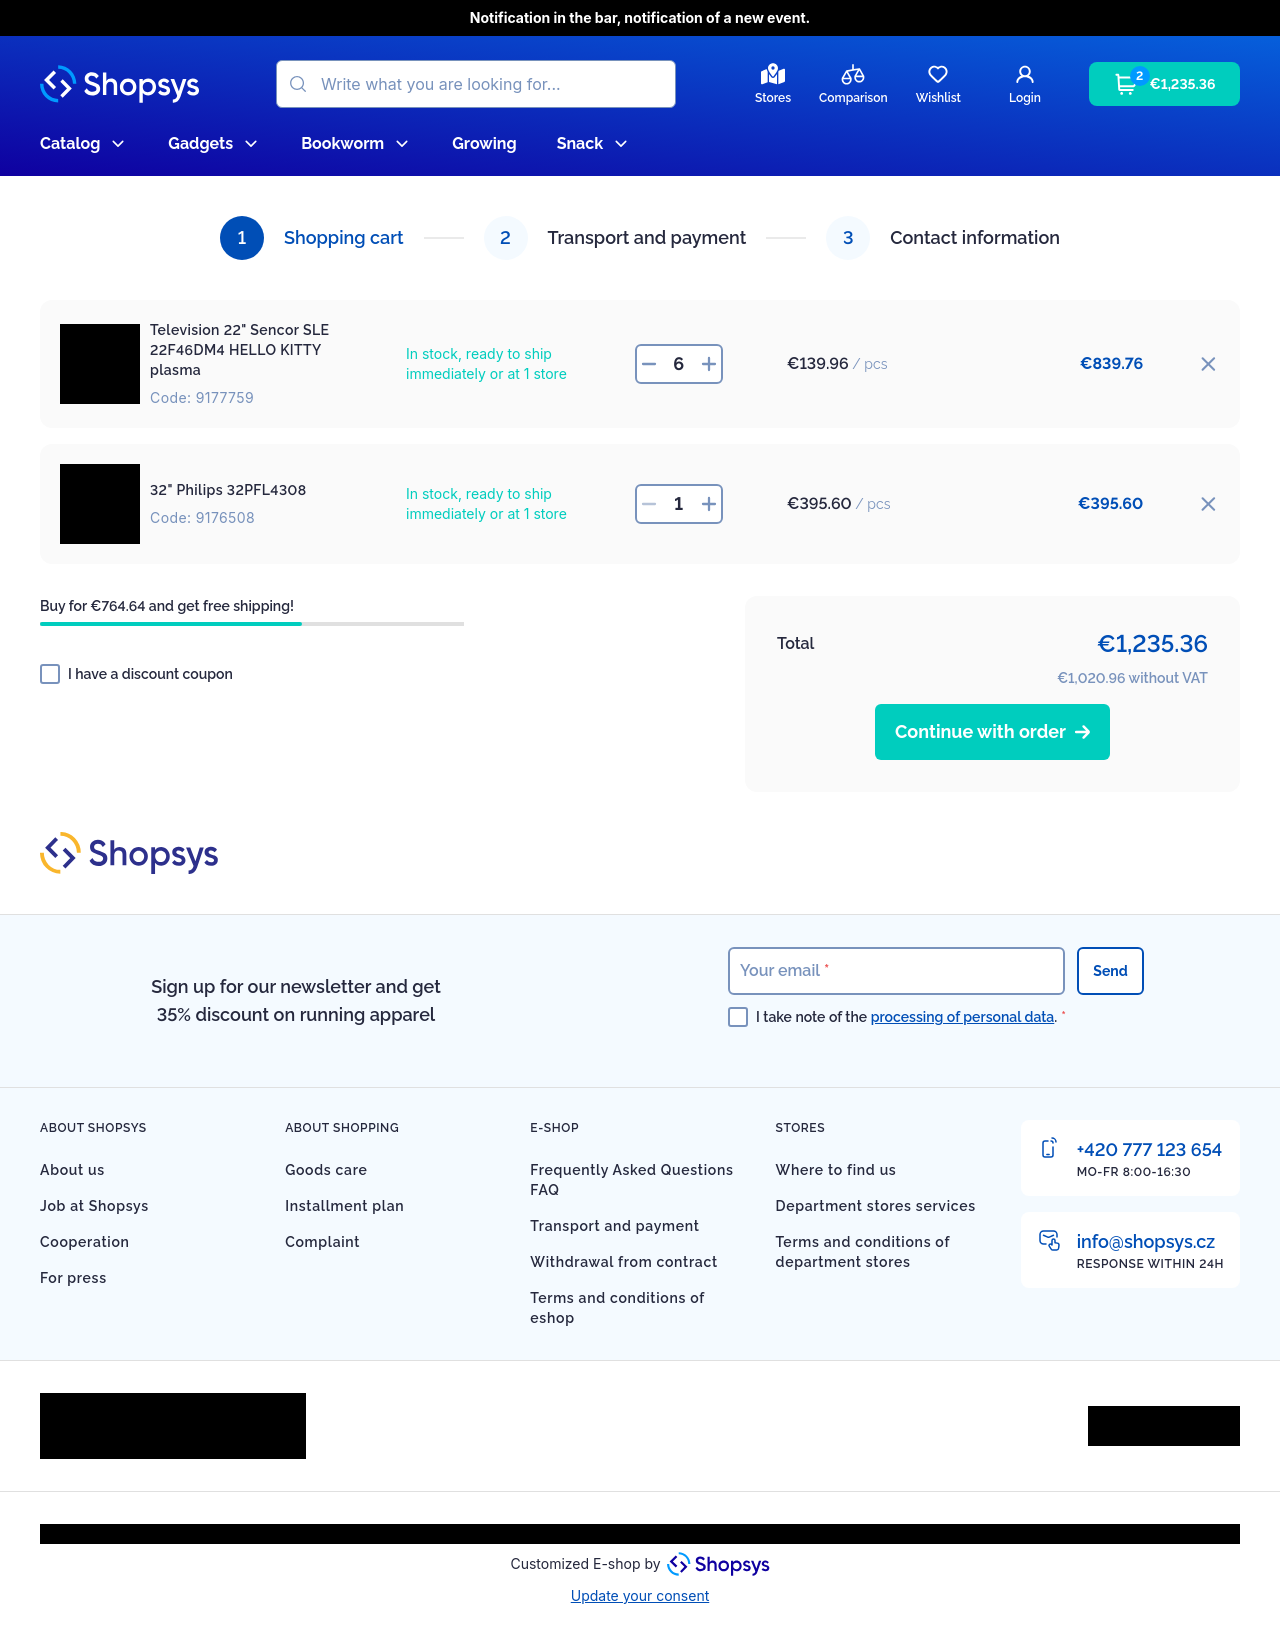 Notification in the bar, notification of a new event.
Shopsys
Write what you are looking for...
Stores
Comparison
Wishlist
Login
2
€1,235.36
Catalog
Gadgets
Bookworm
Growing
Snack
1
Shopping cart
2
Transport and payment
3
Contact information
Television 22" Sencor SLE
22F46DM4 HELLO KITTY
plasma
Code: 9177759
In stock, ready to ship
immediately or at 1 store
6
€139.96 / pcs
€839.76
32" Philips 32PFL4308
Code: 9176508
In stock, ready to ship
immediately or at 1 store
1
€395.60 / pcs
€395.60
Buy for €764.64 and get free shipping!
I have a discount coupon
Total
€1,235.36
€1,020.96 without VAT
Continue with order
Shopsys
Sign up for our newsletter and get
35% discount on running apparel
Your email *
Send
I take note of the processing of personal data. *
ABOUT SHOPSYS
About us
Job at Shopsys
Cooperation
For press
ABOUT SHOPPING
Goods care
Installment plan
Complaint
E-SHOP
Frequently Asked Questions
FAQ
Transport and payment
Withdrawal from contract
Terms and conditions of
eshop
STORES
Where to find us
Department stores services
Terms and conditions of
department stores
+420 777 123 654
MO-FR 8:00-16:30
info@shopsys.cz
RESPONSE WITHIN 24H
Customized E-shop by Shopsys
Update your consent